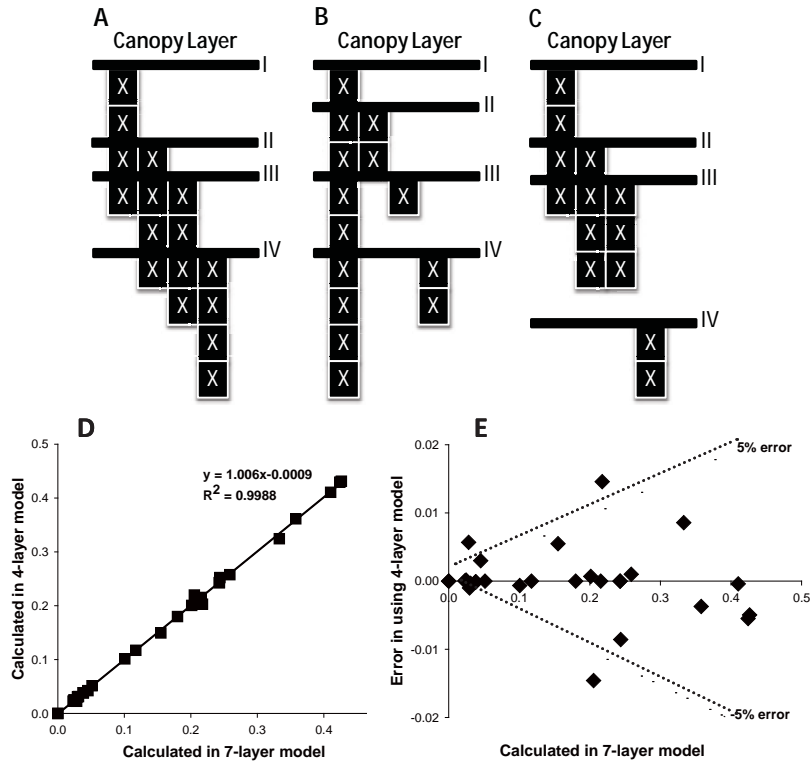 A
B
C
Canopy Layer
Canopy Layer
Canopy Layer
I
X
X
II
X X
III
X X X
X X
IV
X X X
X X
X
X
I
X
II
X X
X X
III
X X
X
IV
X X
X X
X
X
I
X
X
II
X X
III
X X X
X X
X X
IV
X
X
D
0.5
0.4
0.3
0.2
0.1
0.0
0.0
0.1
0.2
0.3
0.4
Calculated in 4-layer model
Calculated in 7-layer model
y = 1.006x-0.0009
R2 = 0.9988
E
0.02
0.01
0.00
-0.01
-0.02
0.0
0.1
0.2
0.3
0.4
0.5
Error in using 4-layer model
Calculated in 7-layer model
5% error
-5% error